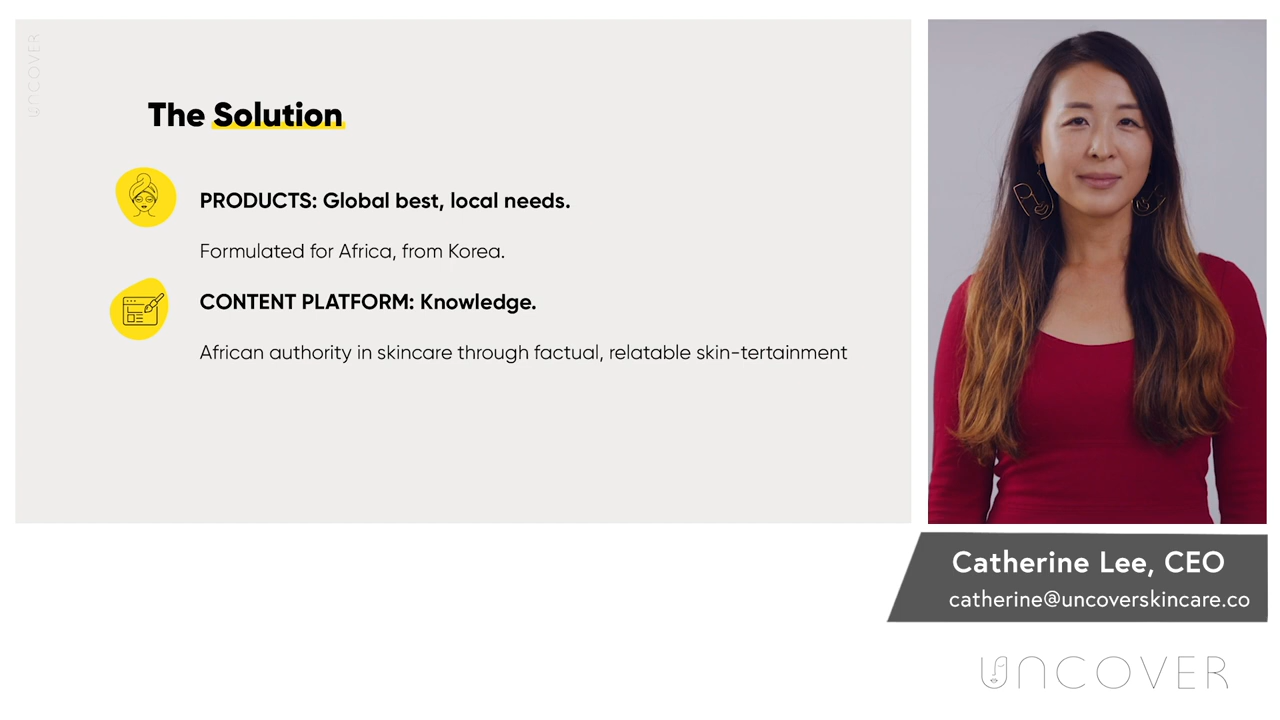 UNCOVER
The Solution
PRODUCTS: Global best, local needs.
Formulated for Africa, from Korea.
CONTENT PLATFORM: Knowledge.
African authority in skincare through factual, relatable skin-tertainment
Catherine Lee, CEO
catherine@uncoverskincare.co
UNCOVER